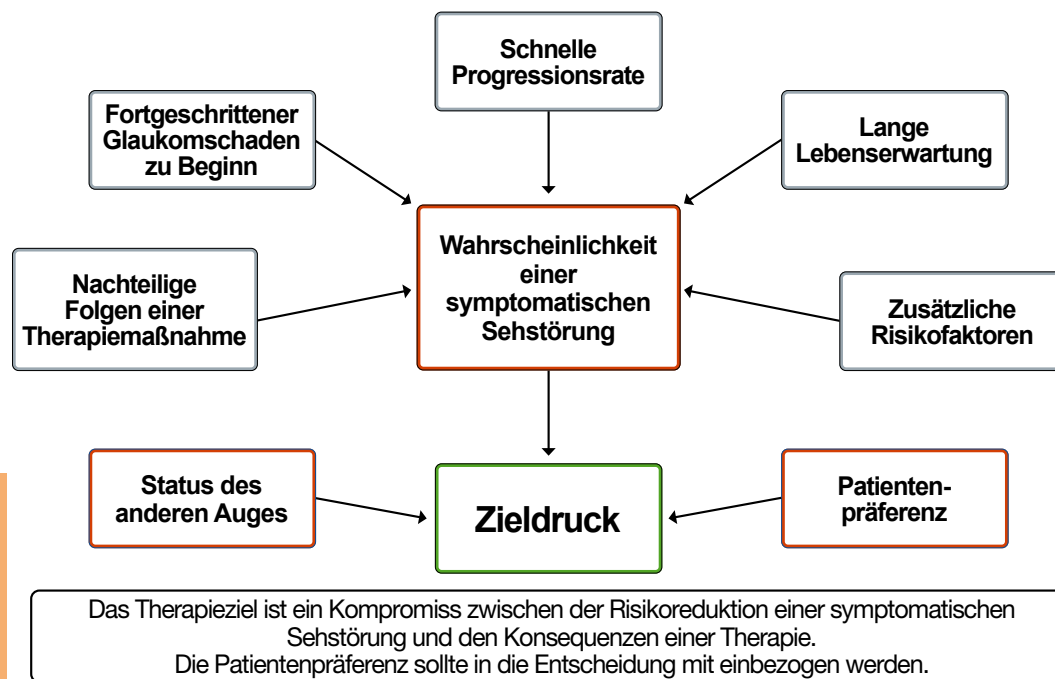 Schnelle
Progressionsrate
Fortgeschrittener
Glaukomschaden
zu Beginn
Lange
Lebenserwartung
Wahrscheinlichkeit
einer
symptomatischen
Sehstörung
Nachteilige
Folgen einer
Therapiemaßnahme
Zusätzliche
Risikofaktoren
Status des
anderen Auges
Zieldruck
Patienten-
präferenz
Das Therapieziel ist ein Kompromiss zwischen der Risikoreduktion einer symptomatischen
Sehstörung und den Konsequenzen einer Therapie.
Die Patientenpräferenz sollte in die Entscheidung mit einbezogen werden.